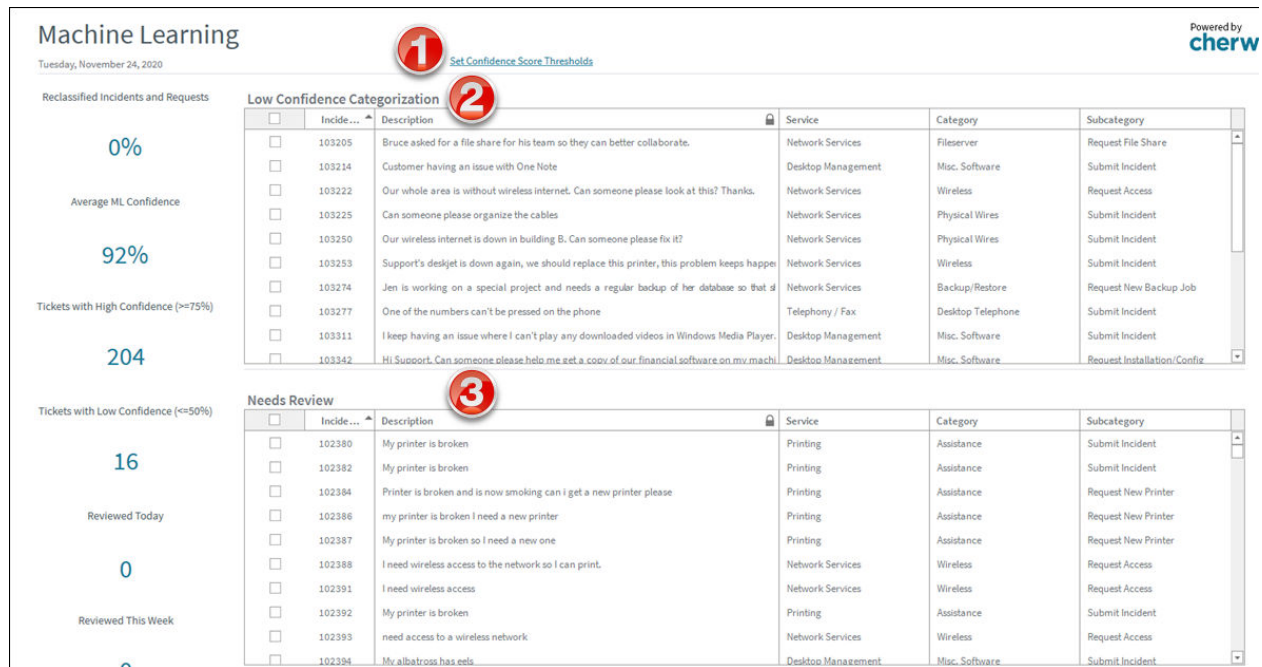 Machine Learning
Tuesday, November 24, 2020
1
Set Confidence Score Thresholds
Powered by
cherw
Reclassified Incidents and Requests
0%
Average ML Confidence
92%
Tickets with High Confidence (>=75%)
204
Tickets with Low Confidence (<=50%)
16
Reviewed Today
0
Reviewed This Week
Low Confidence Categorization
2
Incide... Description Service Category Subcategory
103205 Bruce asked for a file share for his team so they can better collaborate. Network Services Fileserver Request File Share
103214 Customer having an issue with One Note Desktop Management Misc. Software Submit Incident
103222 Our whole area is without wireless internet. Can someone please look at this? Thanks. Network Services Wireless Request Access
103225 Can someone please organize the cables Network Services Physical Wires Submit Incident
103250 Our wireless internet is down in building B. Can someone please fix it? Network Services Physical Wires Submit Incident
103253 Support's deskjet is down again, we should replace this printer, this problem keeps happe Network Services Wireless Submit Incident
103274 Jen is working on a special project and needs a regular backup of her database so that sl Network Services Backup/Restore Request New Backup Job
103277 One of the numbers can't be pressed on the phone Telephony / Fax Desktop Telephone Submit Incident
103311 I keep having an issue where I can't play any downloaded videos in Windows Media Player. Desktop Management Misc. Software Submit Incident
103342 Hi Support. Can someone please help me get a copy of our financial software on my machi Desktop Management Misc. Software Request Installation/Config
Needs Review
3
Incide... Description Service Category Subcategory
102380 My printer is broken Printing Assistance Submit Incident
102382 My printer is broken Printing Assistance Submit Incident
102384 Printer is broken and is now smoking can i get a new printer please Printing Assistance Request New Printer
102386 my printer is broken I need a new printer Printing Assistance Request New Printer
102387 My printer is broken so I need a new one Printing Assistance Request New Printer
102388 I need wireless access to the network so I can print. Network Services Wireless Request Access
102391 I need wireless access Network Services Wireless Request Access
102392 My printer is broken Printing Assistance Submit Incident
102393 need access to a wireless network Network Services Wireless Request Access
102394 My albatross has eels Desktop Management Misc. Software Submit Incident